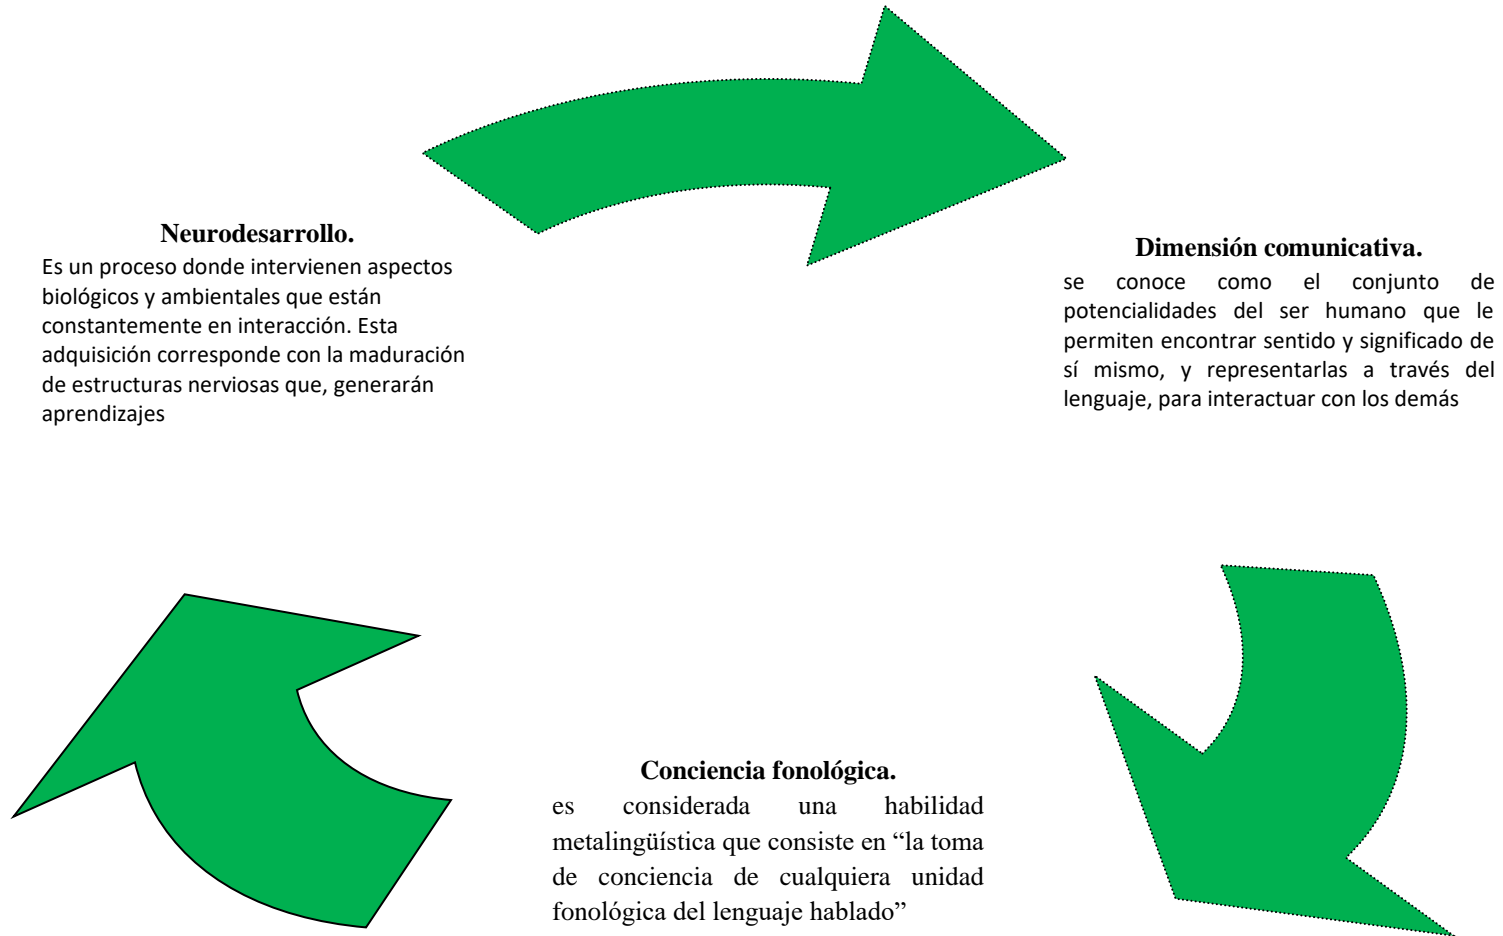 Neurodesarrollo.
Es un proceso donde intervienen aspectos
biológicos y ambientales que están
constantemente en interacción. Esta
adquisición corresponde con la maduración
de estructuras nerviosas que, generarán
aprendizajes
Dimensión comunicativa.
se conoce como el conjunto de
potencialidades del ser humano que le
permiten encontrar sentido y significado de
sí mismo, y representarlas a través del
lenguaje, para interactuar con los demás
Conciencia fonológica.
es considerada una habilidad
metalingüística que consiste en “la toma
de conciencia de cualquiera unidad
fonológica del lenguaje hablado”